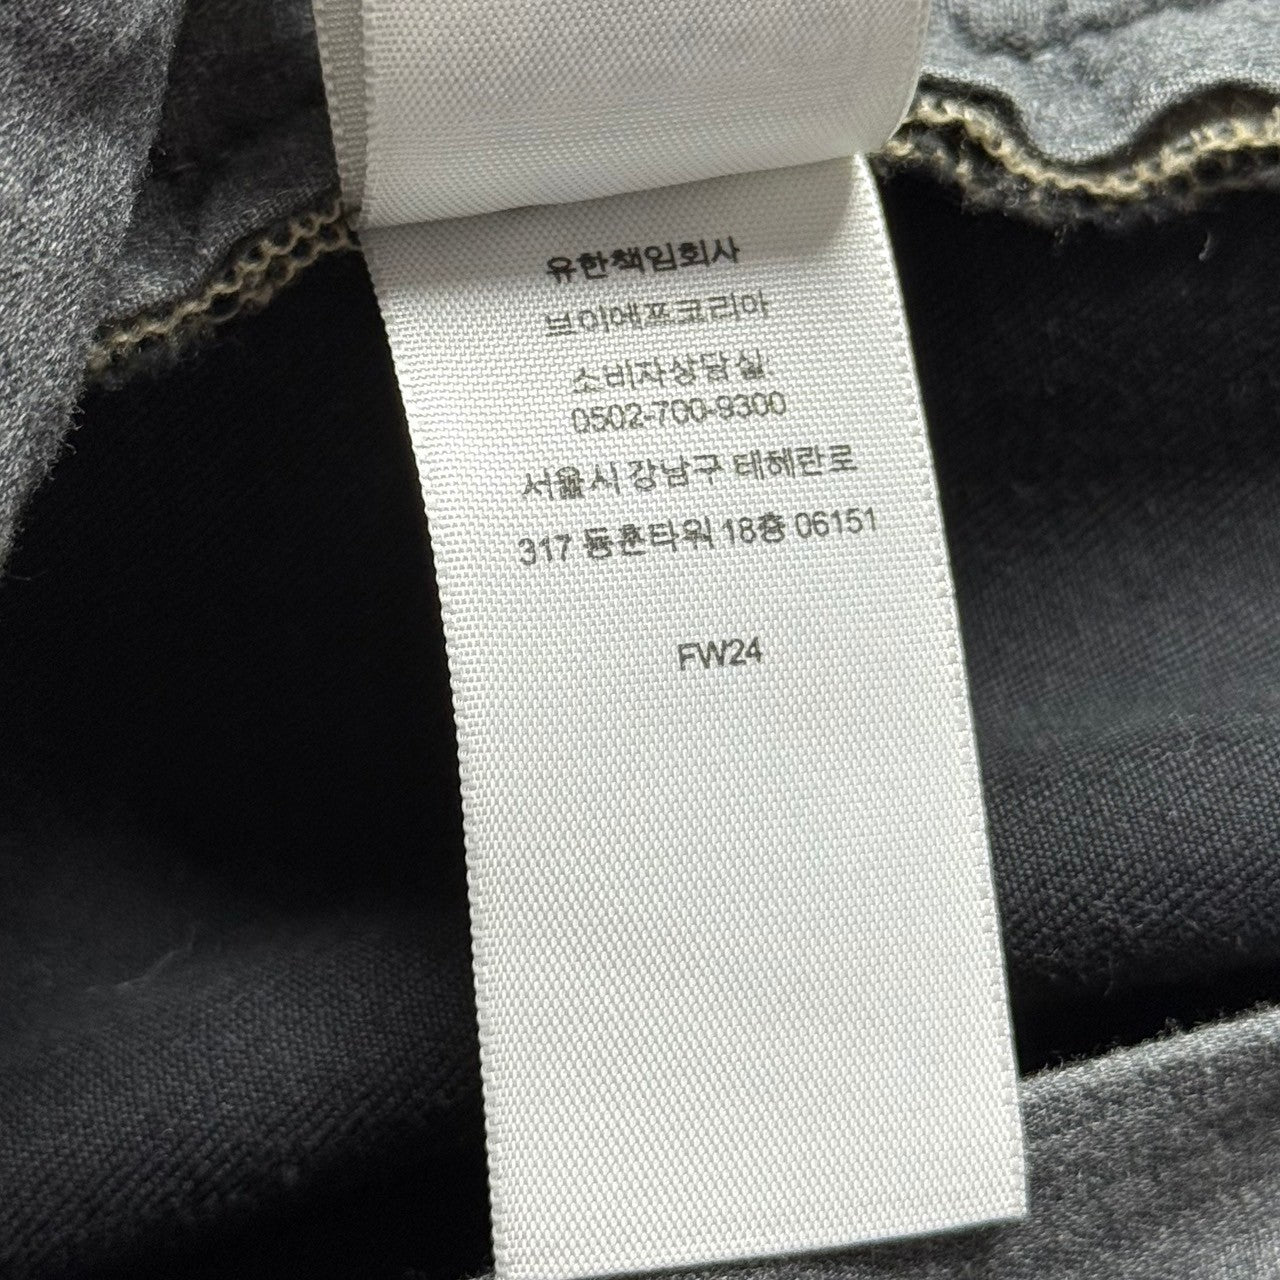 유한책임회사
브이에프코리아
소비자상담실:
0502-700-9300
서울시 강남구 테헤란로
317 동훈타워 18층 06151
FW24